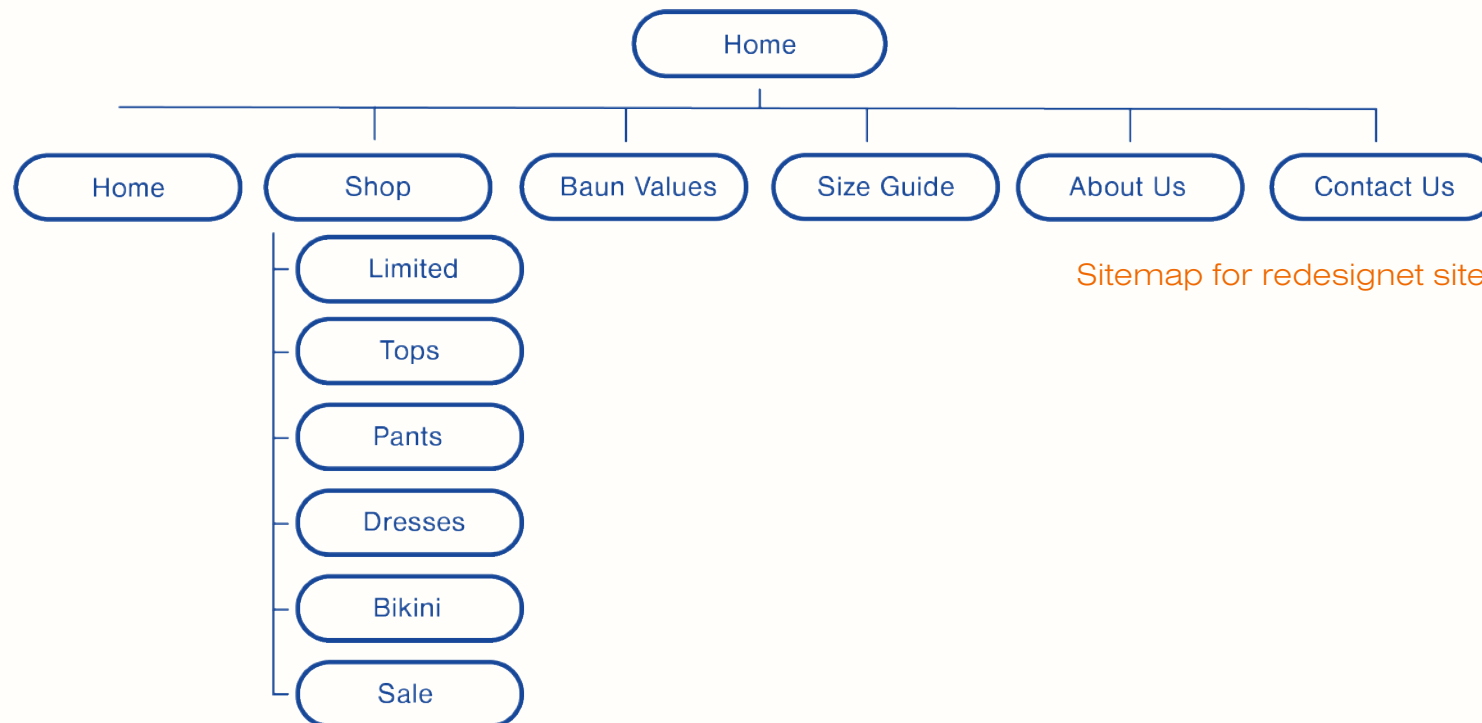 Home
Home
Shop
Baun Values
Size Guide
About Us
Contact Us
Limited
Tops
Pants
Dresses
Bikini
Sale
Sitemap for redesignet site